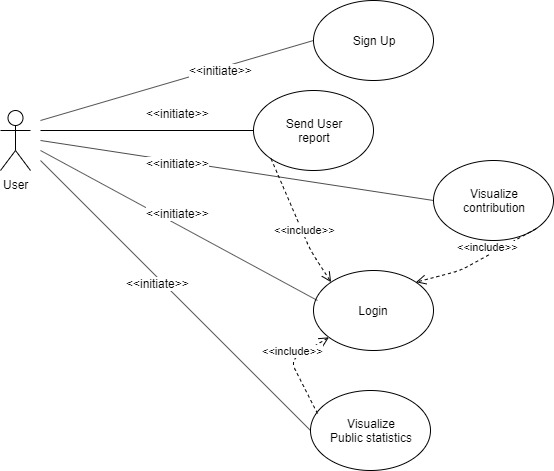 Sign Up
<<initiate>>
<<initiate>>
Send User
report
User
<<initiate>>
Visualize
contribution
<<initiate>>
<<include>>
<<include>>
<<initiate>>
Login
<<include>>
Visualize
Public statistics